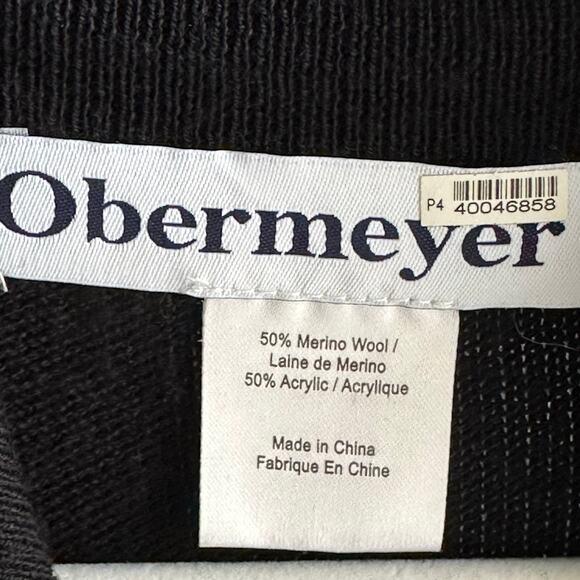 Obermeyer
P4 40046858
50% Merino Wool /
Laine de Merino
50% Acrylic / Acrylique
Made in China
Fabrique En Chine